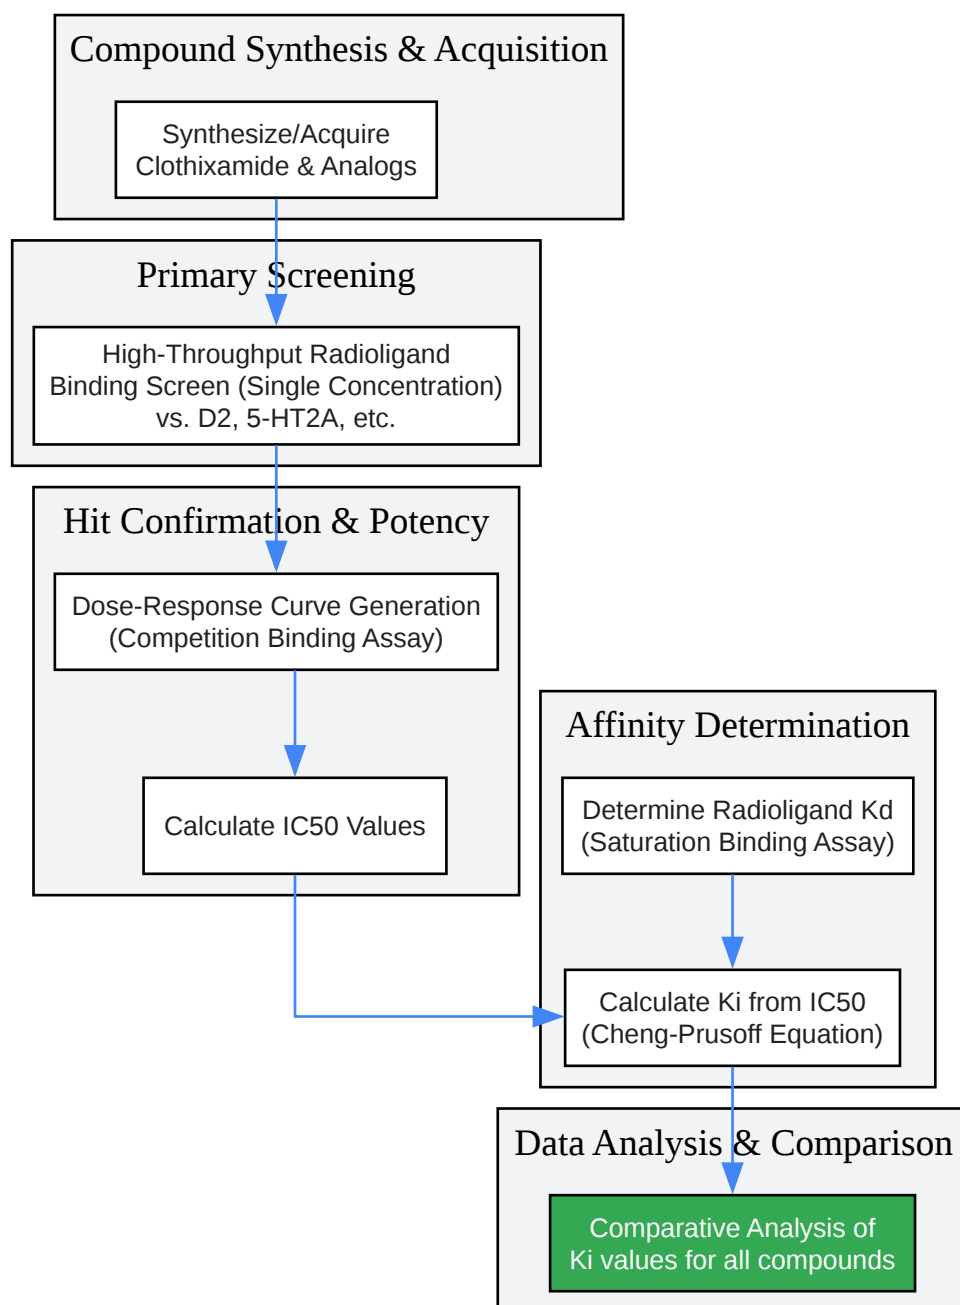 Compound Synthesis & Acquisition
Synthesize/Acquire
Clothixamide & Analogs
Primary Screening
High-Throughput Radioligand
Binding Screen (Single Concentration)
vs. D2, 5-HT2A, etc.
Hit Confirmation & Potency
Dose-Response Curve Generation
(Competition Binding Assay)
Calculate IC50 Values
Affinity Determination
Determine Radioligand Kd
(Saturation Binding Assay)
Calculate Ki from IC50
(Cheng-Prusoff Equation)
Data Analysis & Comparison
Comparative Analysis of
Ki values for all compounds